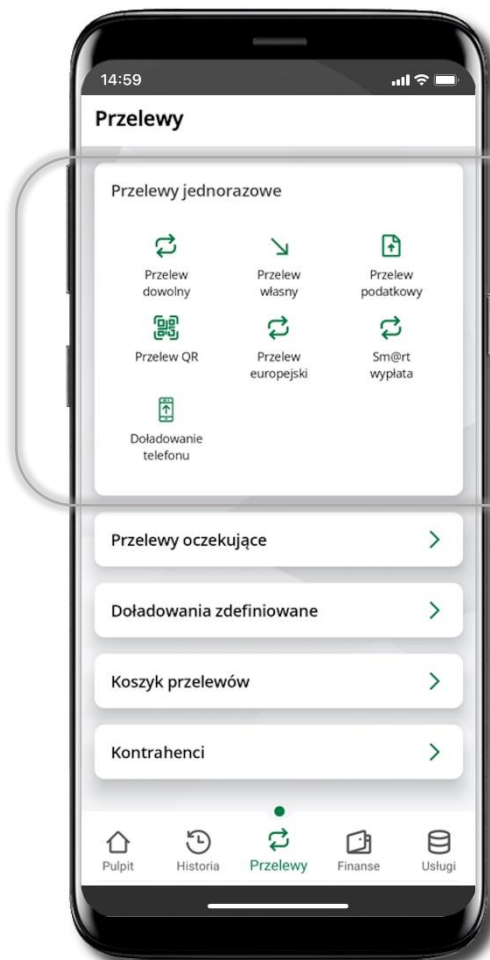 14:59
Przelewy
Przelewy jednorazowe
Przelew
dowolny
Przelew
własny
Przelew
podatkowy
Przelew QR
Przelew
europejski
Sm@rt
wypłata
Doładowanie
telefonu
Przelewy oczekujące
Doładowania zdefiniowane
Koszyk przelewów
Kontrahenci
Pulpit
Historia
Przelewy
Finanse
Usługi